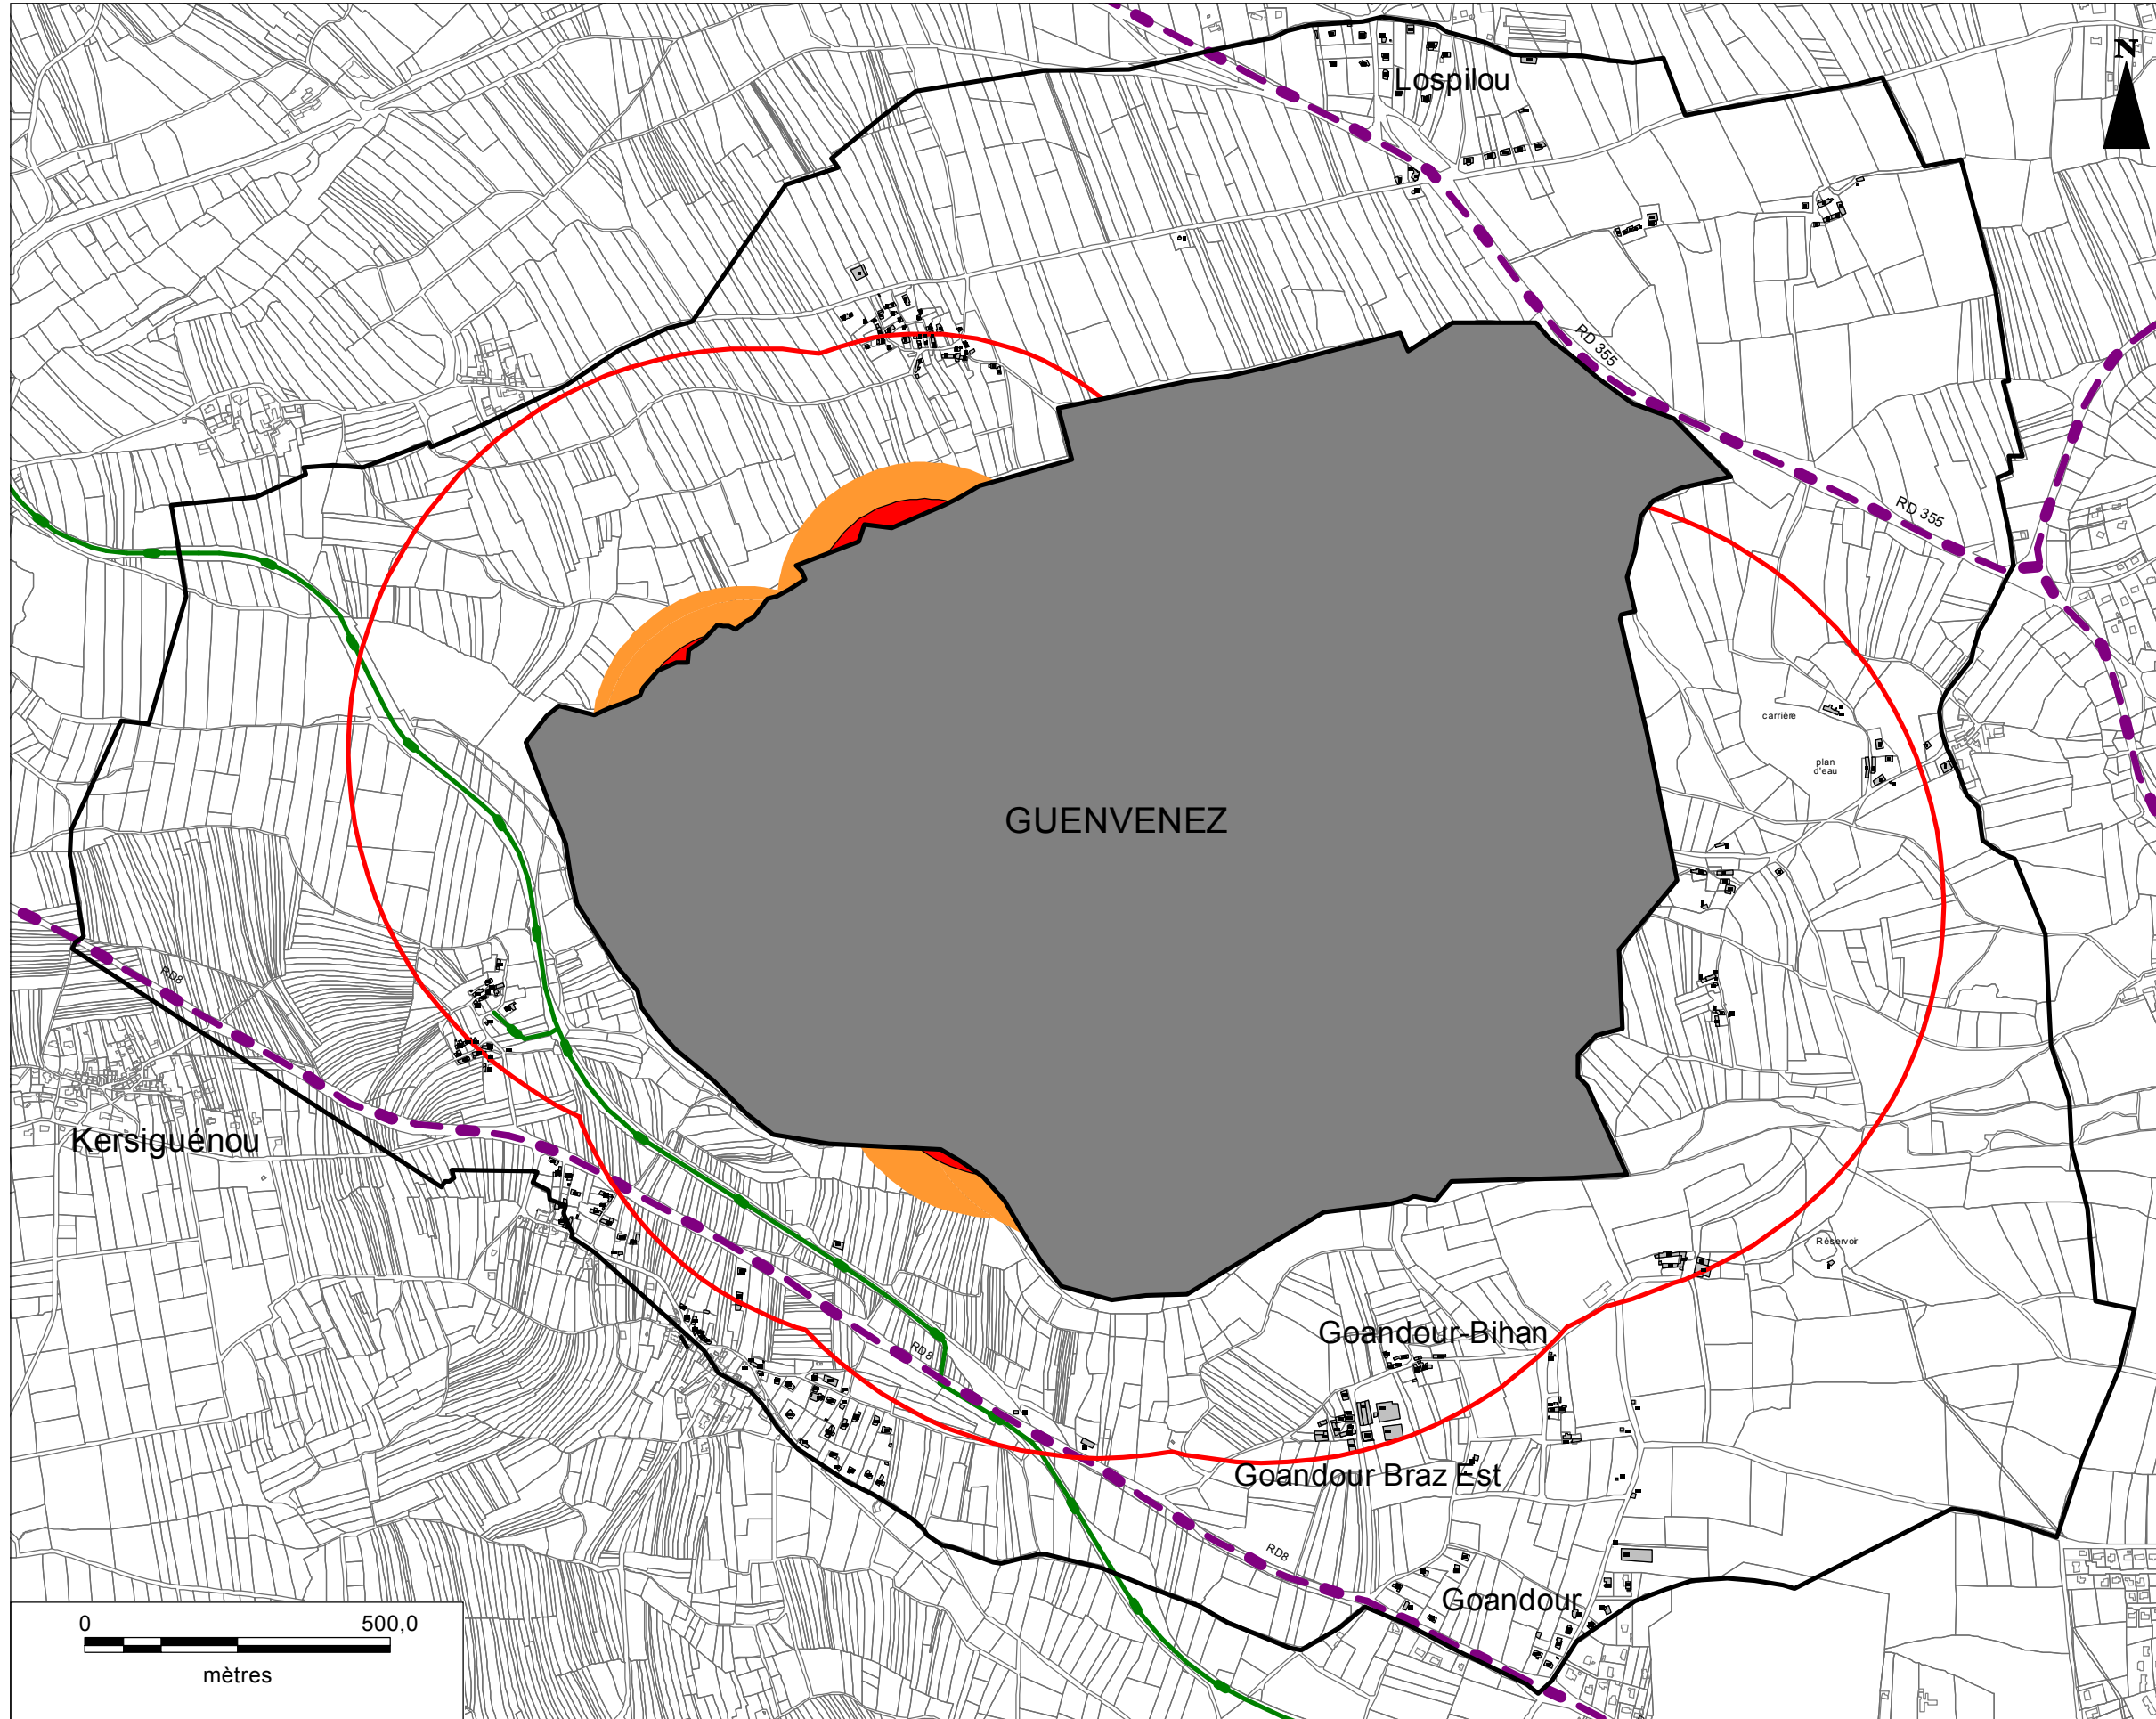 N
Lospilou
RD 355
RD 355
carrière
plan
d'eau
GUENVENEZ
RD8
Kersiguénou
Réservoir
Goandour-Bihan
RD8
Goandour Braz Est
RD8
Goandour
0 500,0
mètres